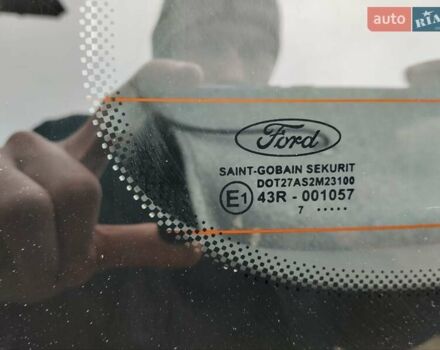 auto RIA
Ford
SAINT-GOBAIN SEKURIT
DOT27AS2M23100
E1 43R - 001057
7 .....